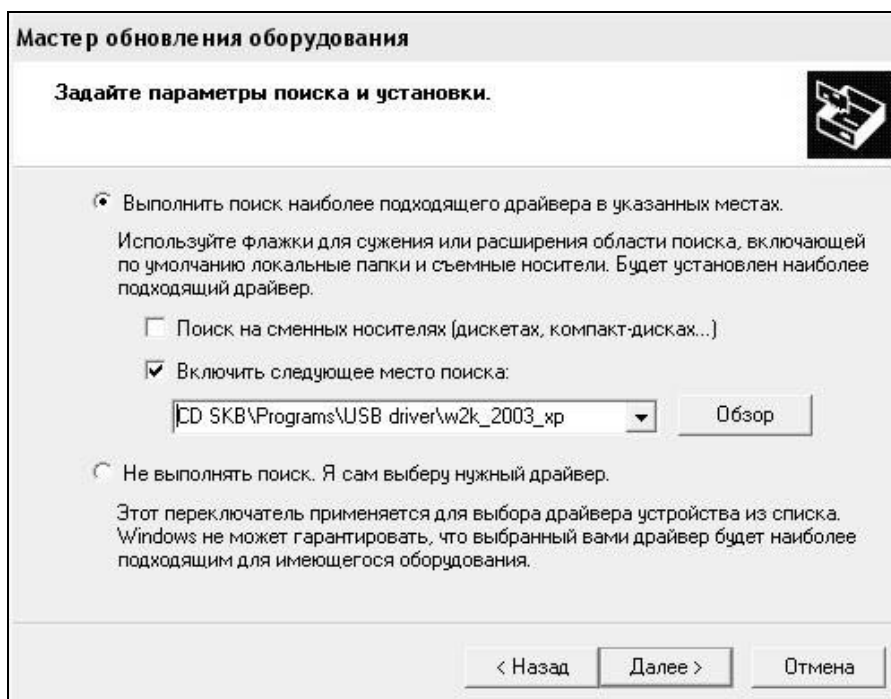 Мастер обновления оборудования
Задайте параметры поиска и установки.
Выполнить поиск наиболее подходящего драйвера в указанных местах.
Используйте флажки для сужения или расширения области поиска, включающей
по умолчанию локальные папки и съемные носители. Будет установлен наиболее
подходящий драйвер.
Поиск на сменных носителях (дискетах, компакт-дисках...)
Включить следующее место поиска:
CD SKB\Programs\USB driver\w2k_2003_xp
Обзор
Не выполнять поиск. Я сам выберу нужный драйвер.
Этот переключатель применяется для выбора драйвера устройства из списка.
Windows не может гарантировать, что выбранный вами драйвер будет наиболее
подходящим для имеющегося оборудования.
< Назад Далее > Отмена